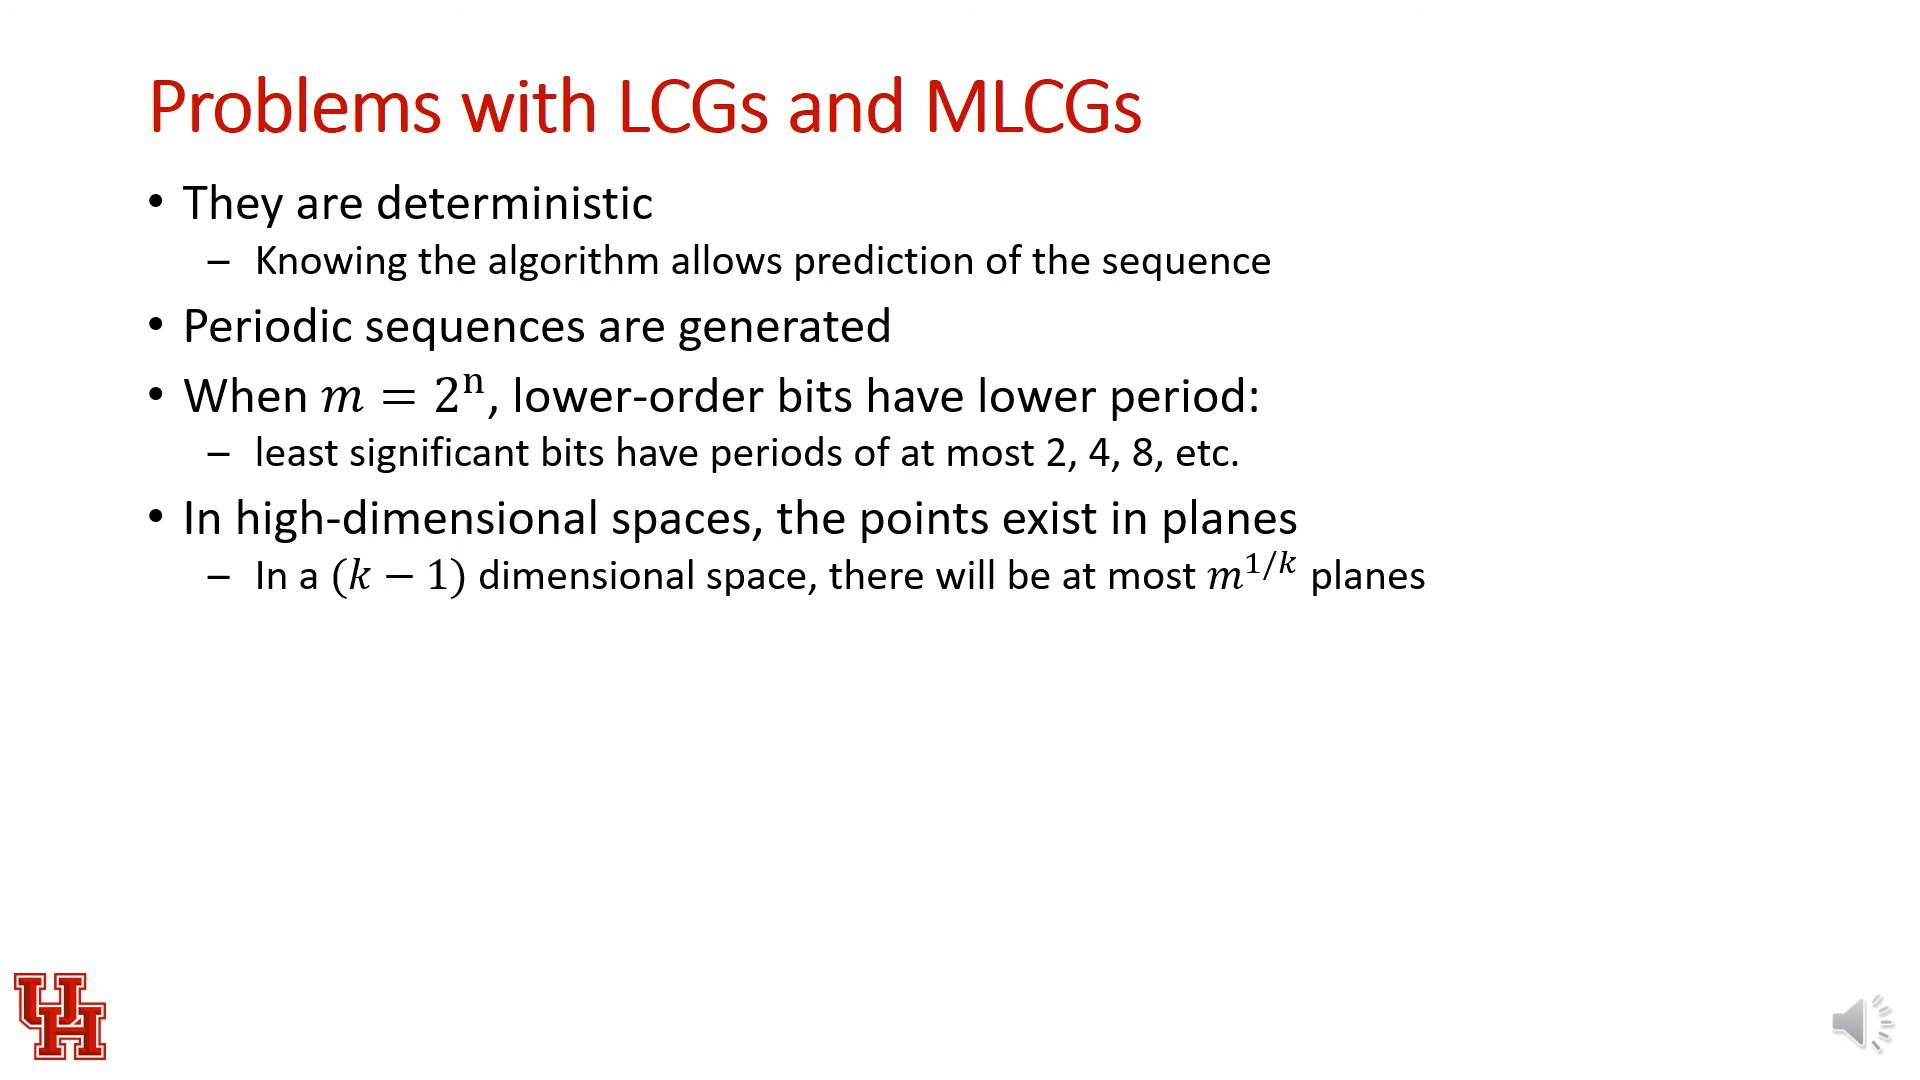 Problems with LCGs and MLCGs
• They are deterministic
– Knowing the algorithm allows prediction of the sequence
• Periodic sequences are generated
• When m = 2ⁿ, lower-order bits have lower period:
– least significant bits have periods of at most 2, 4, 8, etc.
• In high-dimensional spaces, the points exist in planes
– In a (k − 1) dimensional space, there will be at most m^{1/k} planes
UH